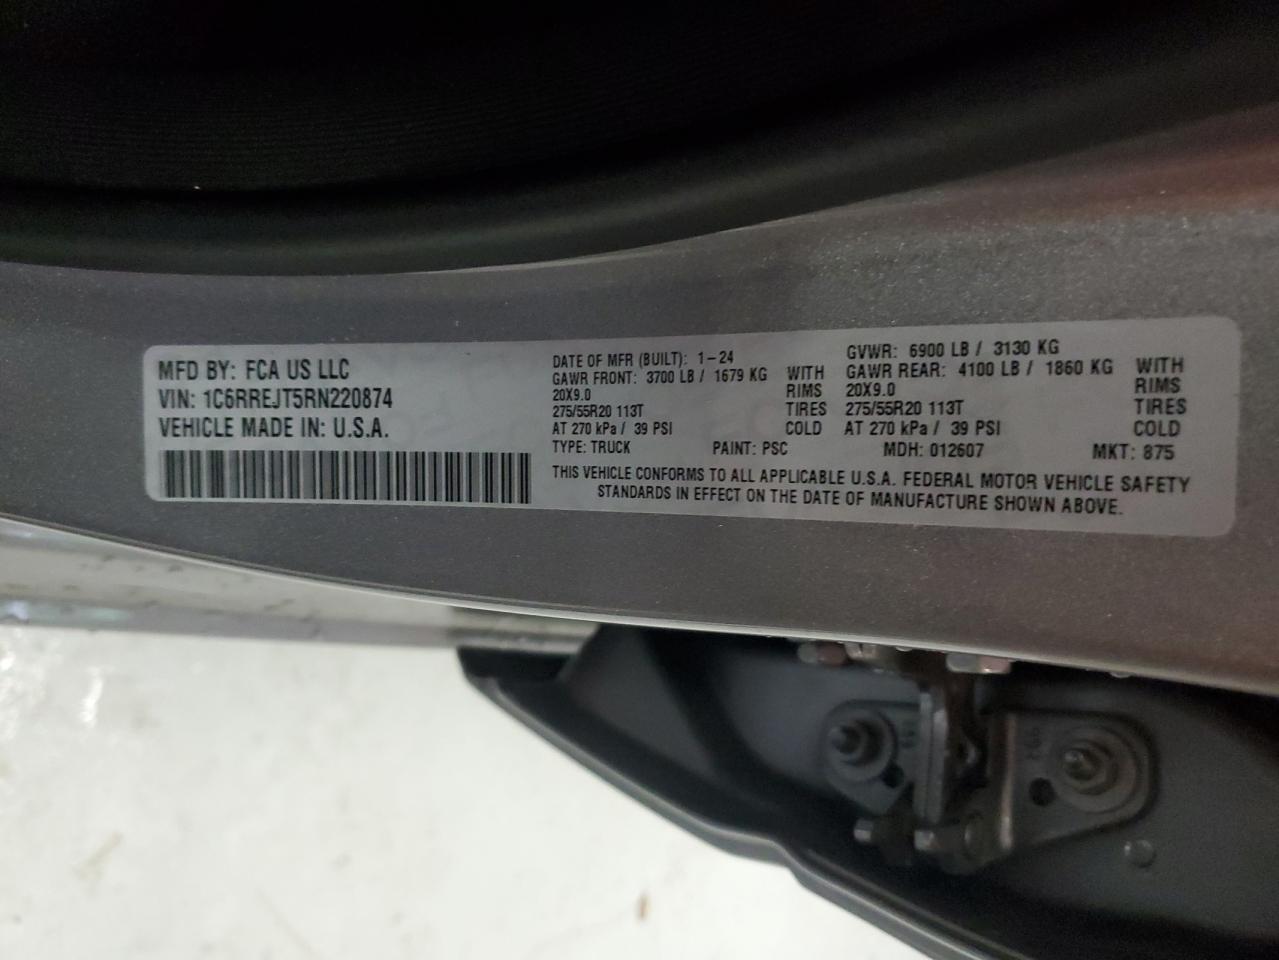 MFD BY: FCA US LLC
VIN: 1C6RREJT5RN220874
VEHICLE MADE IN: U.S.A.
DATE OF MFR (BUILT): 1-24
GAWR FRONT: 3700 LB / 1679 KG WITH
20X9.0 RIMS
275/55R20 113T TIRES
AT 270 kPa / 39 PSI COLD
GVWR: 6900 LB / 3130 KG
GAWR REAR: 4100 LB / 1860 KG WITH
20X9.0 RIMS
275/55R20 113T TIRES
AT 270 kPa / 39 PSI COLD
TYPE: TRUCK PAINT: PSC MDH: 012607 MKT: 875
THIS VEHICLE CONFORMS TO ALL APPLICABLE U.S.A. FEDERAL MOTOR VEHICLE SAFETY
STANDARDS IN EFFECT ON THE DATE OF MANUFACTURE SHOWN ABOVE.